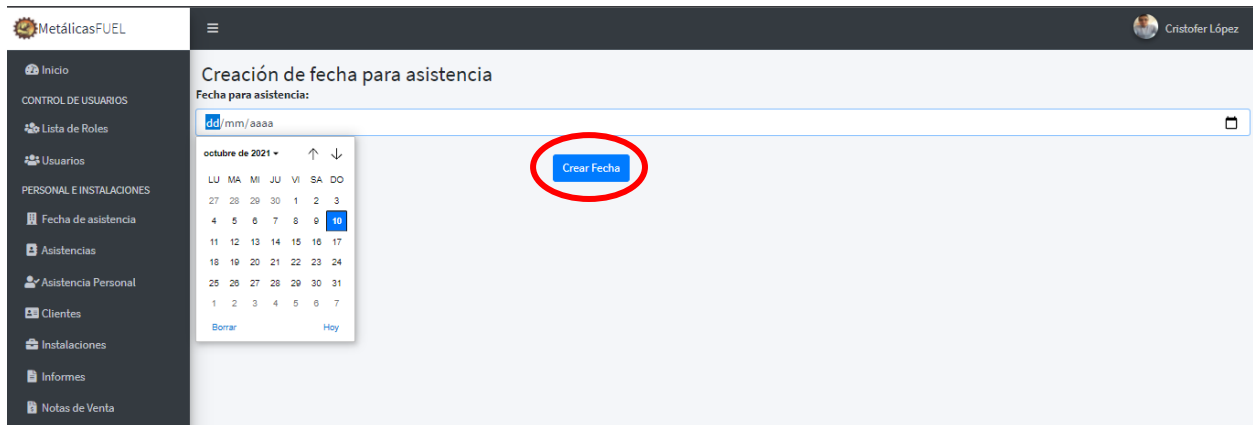 MetálicasFUEL
Cristofer López
Inicio
CONTROL DE USUARIOS
Lista de Roles
Usuarios
PERSONAL E INSTALACIONES
Fecha de asistencia
Asistencias
Asistencia Personal
Clientes
Instalaciones
Informes
Notas de Venta
Creación de fecha para asistencia
Fecha para asistencia:
dd/mm/aaaa
octubre de 2021
LU MA MI JU VI SA DO
27 28 29 30 1 2 3
4 5 6 7 8 9 10
11 12 13 14 15 16 17
18 19 20 21 22 23 24
25 26 27 28 29 30 31
1 2 3 4 5 6 7
Borrar Hoy
Crear Fecha